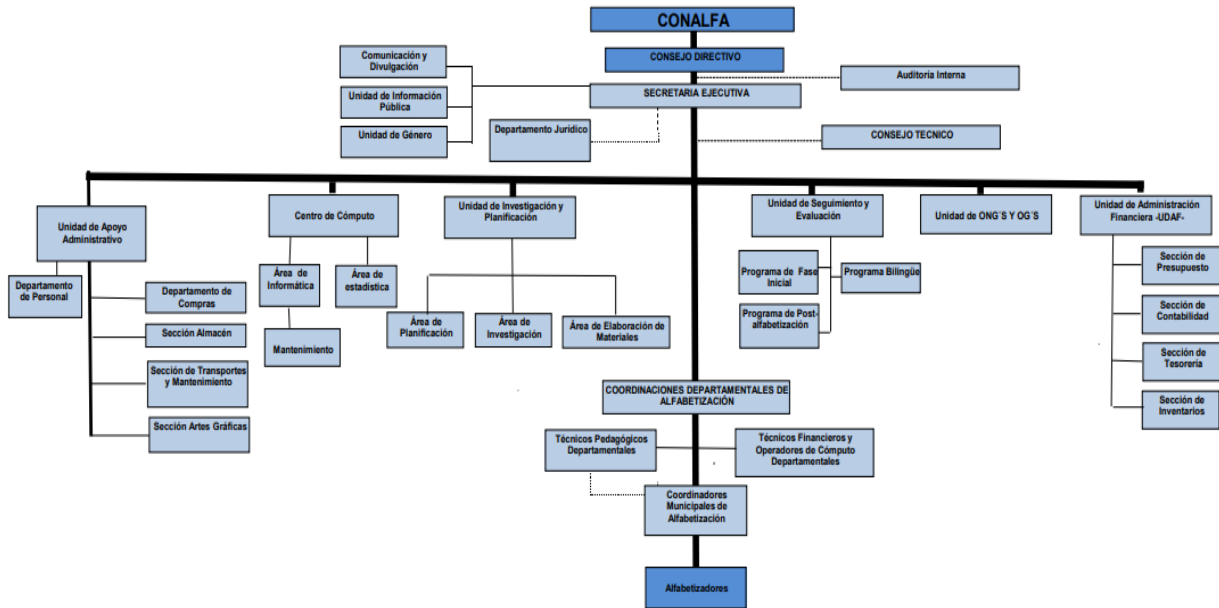 CONALFA
CONSEJO DIRECTIVO
Comunicación y
Divulgación
Auditoría Interna
SECRETARIA EJECUTIVA
Unidad de Información
Pública
Departamento Jurídico
Unidad de Género
CONSEJO TECNICO
Unidad de Apoyo
Administrativo
Centro de Cómputo
Unidad de Investigación y
Planificación
Unidad de Seguimiento y
Evaluación
Unidad de ONG´S Y OG´S
Unidad de Administración
Financiera -UDAF-
Departamento
de Personal
Departamento de
Compras
Sección Almacén
Sección de Transportes
y Mantenimiento
Sección Artes Gráficas
Área de
Informática
Área de
estadística
Mantenimiento
Área de
Planificación
Área de
Investigación
Área de Elaboración de
Materiales
Programa de Fase
Inicial
Programa Bilingüe
Programa de Post-
alfabetización
Sección de
Presupuesto
Sección de
Contabilidad
Sección de
Tesorería
Sección de
Inventarios
COORDINACIONES DEPARTAMENTALES DE
ALFABETIZACIÓN
Técnicos Pedagógicos
Departamentales
Técnicos Financieros y
Operadores de Cómputo
Departamentales
Coordinadores
Municipales de
Alfabetización
Alfabetizadores